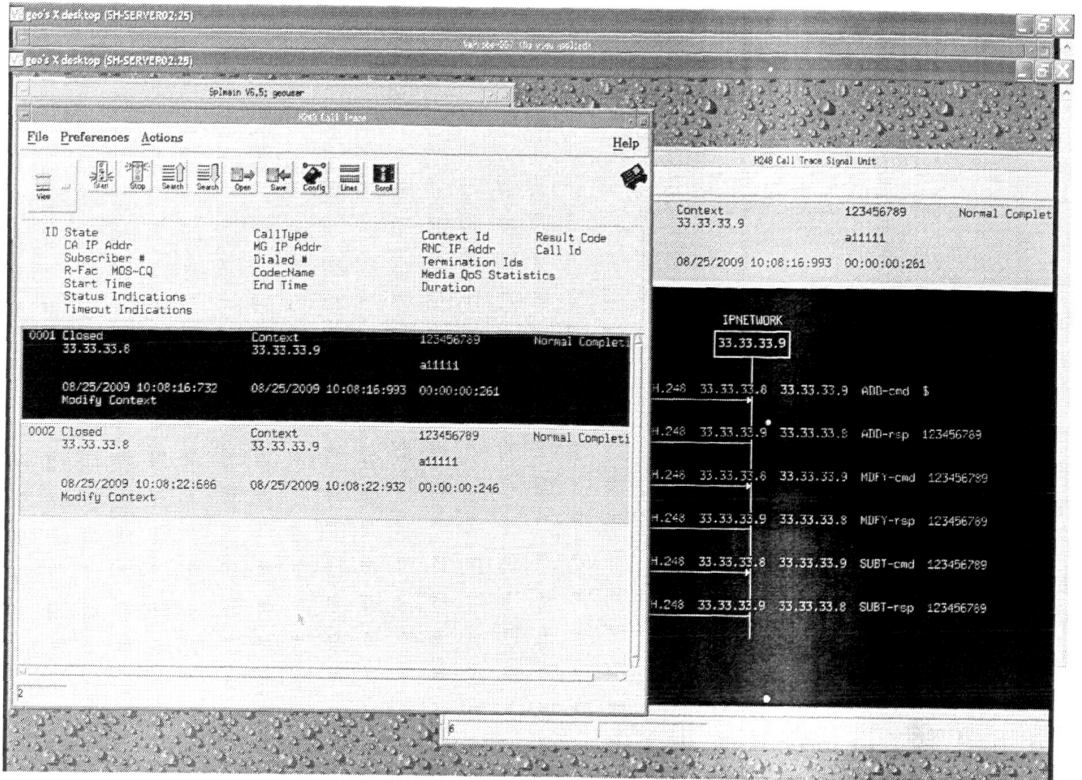 geo's X desktop (SH-SERVER02:25)
geo's X desktop (SH-SERVER02:25)
Splmain V6.5: geouser
H248 Call Trace
File Preferences Actions Help
View Start Stop Search Search Open Save Config Lines Scroll
ID State CallType Context Id Result Code
CA IP Addr MG IP Addr RNC IP Addr Call Id
Subscriber # Dialed # Termination Ids
R-Fac MOS-CQ CodecName Media QoS Statistics
Start Time End Time Duration
Status Indications
Timeout Indications
0001 Closed Context 123456789 Normal Completi
33.33.33.8 33.33.33.9
a11111
08/25/2009 10:08:16:732 08/25/2009 10:08:16:993 00:00:00:261
Modify Context
0002 Closed Context 123456789 Normal Completi
33.33.33.8 33.33.33.9
a11111
08/25/2009 10:08:22:686 08/25/2009 10:08:22:932 00:00:00:246
Modify Context
2
H248 Call Trace Signal Unit
Context 123456789 Normal Complet
33.33.33.9
a11111
08/25/2009 10:08:16:993 00:00:00:261
IPNETWORK
33.33.33.9
H.248 33.33.33.8 33.33.33.9 ADD-cmd $
H.248 33.33.33.9 33.33.33.8 ADD-rsp 123456789
H.248 33.33.33.8 33.33.33.9 MDFY-cmd 123456789
H.248 33.33.33.9 33.33.33.8 MDFY-rsp 123456789
H.248 33.33.33.8 33.33.33.9 SUBT-cmd 123456789
H.248 33.33.33.9 33.33.33.8 SUBT-rsp 123456789
6